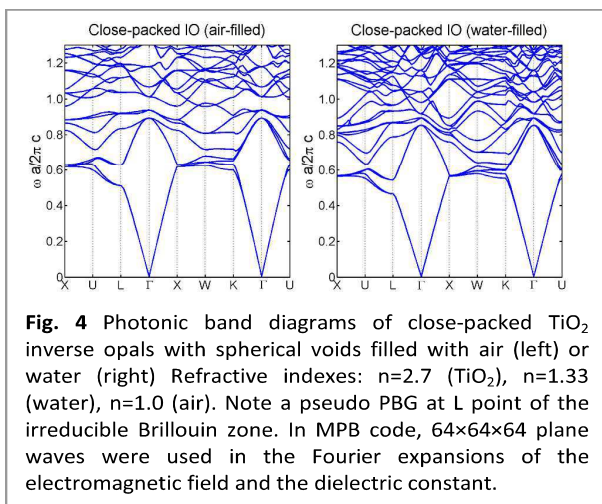 Close-packed IO (air-filled)
Close-packed IO (water-filled)
ω a/2π c
1.2
1.0
0.8
0.6
0.4
0.2
0
X U L Γ X W K Γ U
ω a/2π c
1.2
1.0
0.8
0.6
0.4
0.2
0
X U L Γ X W K Γ U
Fig. 4 Photonic band diagrams of close-packed TiO₂
inverse opals with spherical voids filled with air (left) or
water (right) Refractive indexes: n=2.7 (TiO₂), n=1.33
(water), n=1.0 (air). Note a pseudo PBG at L point of the
irreducible Brillouin zone. In MPB code, 64×64×64 plane
waves were used in the Fourier expansions of the
electromagnetic field and the dielectric constant.